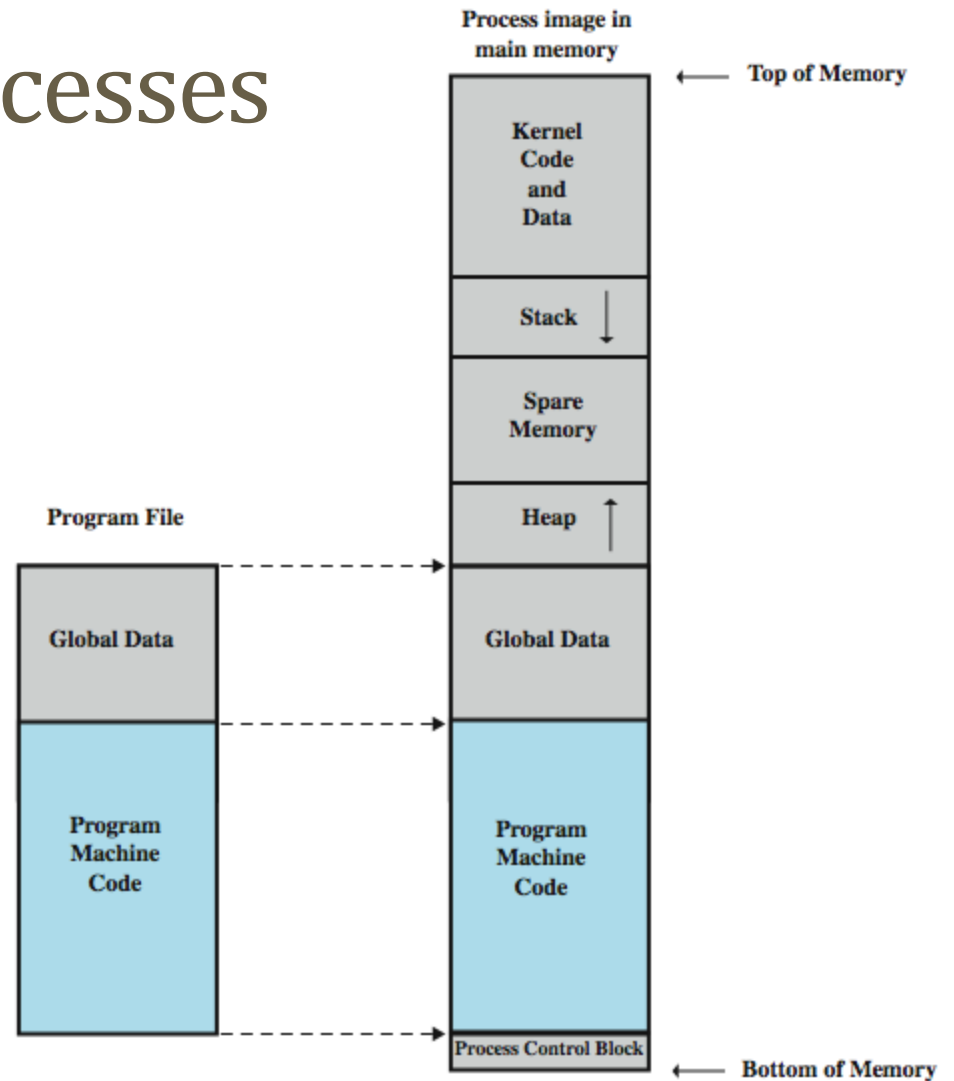 cesses
Process image in
main memory
Top of Memory
Kernel
Code
and
Data
Stack
Spare
Memory
Heap
Program File
Global Data
Global Data
Program
Machine
Code
Program
Machine
Code
Process Control Block
Bottom of Memory